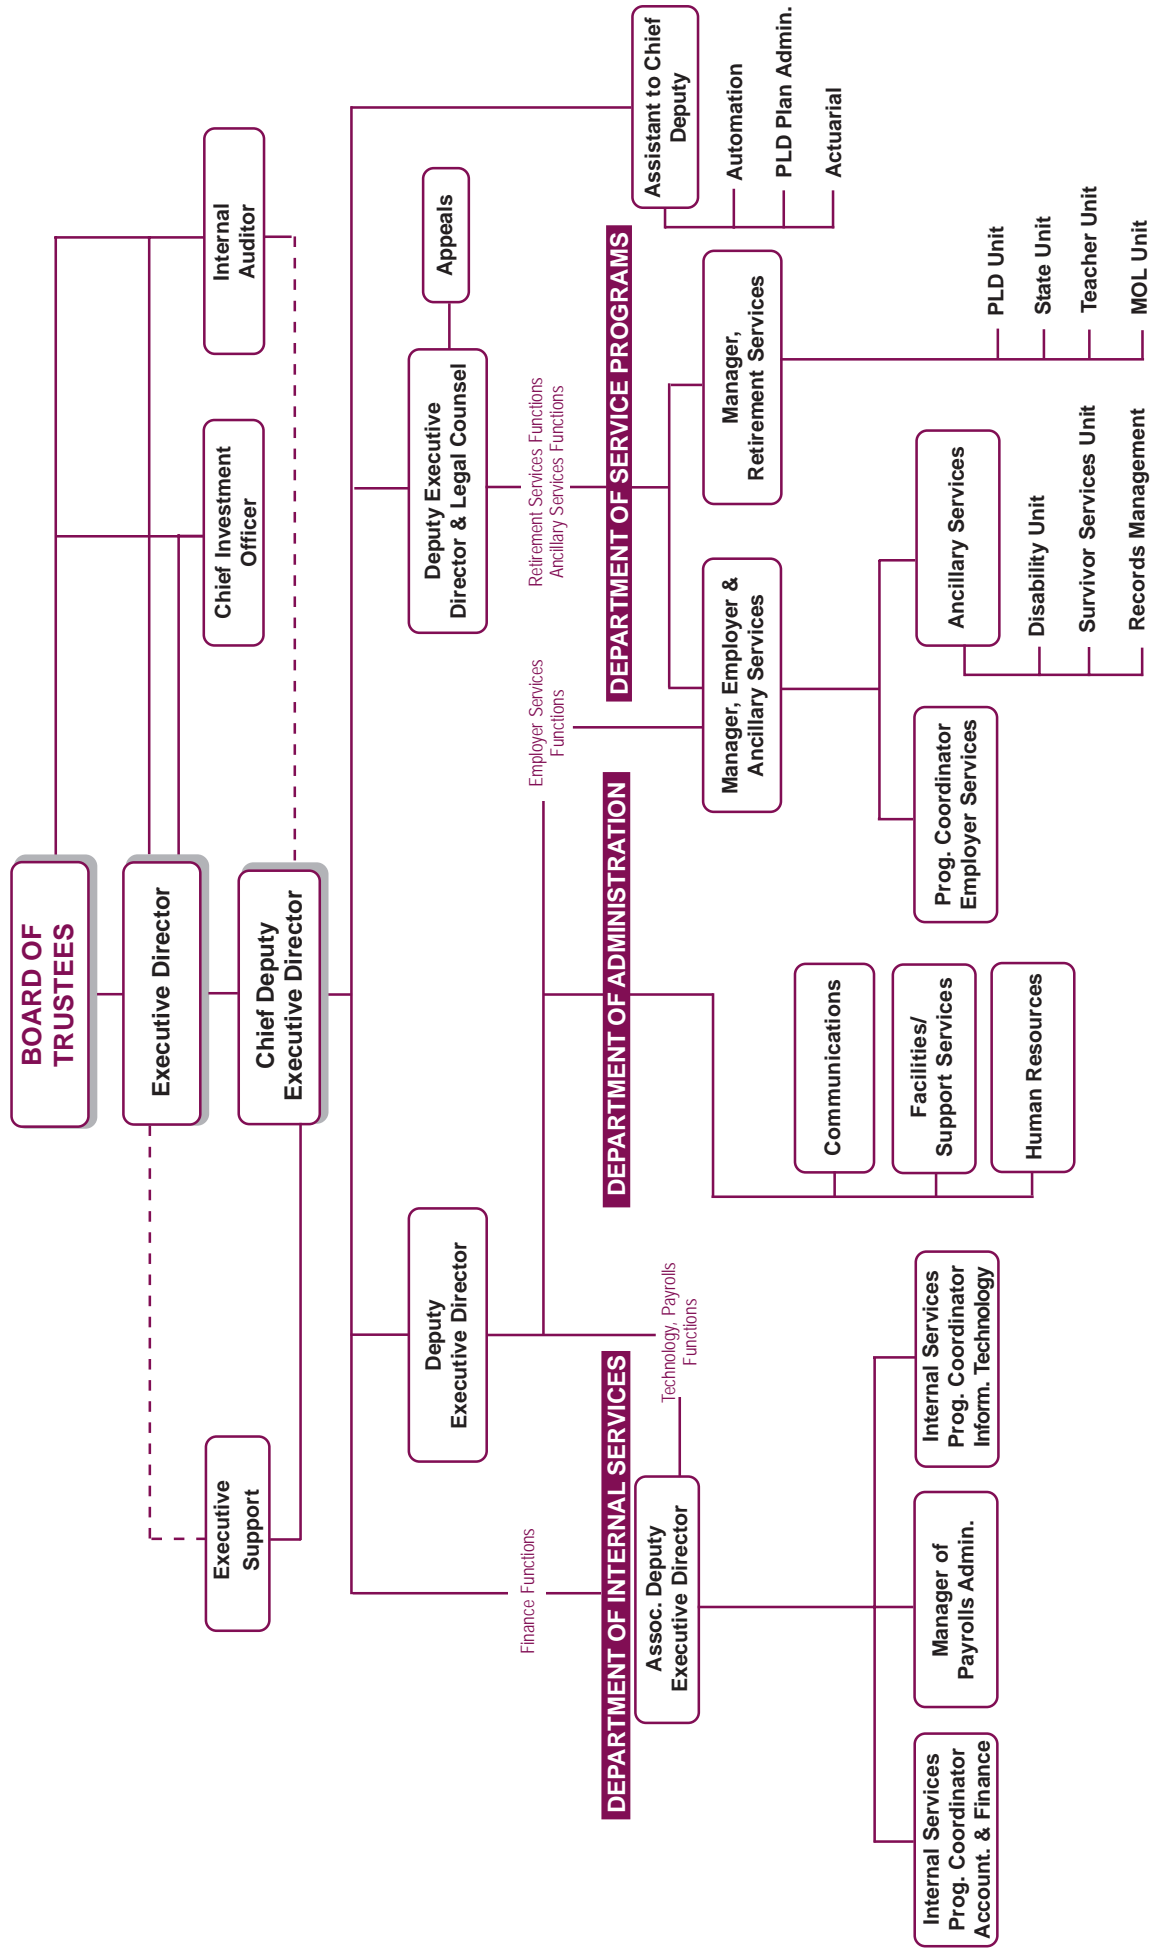 BOARD OF
TRUSTEES
Executive Director
Chief Deputy
Executive Director
Executive
Support
Chief Investment
Officer
Internal
Auditor
Deputy
Executive Director
Deputy Executive
Director & Legal Counsel
Appeals
Finance Functions
Employer Services
Functions
Retirement Services Functions
Ancillary Services Functions
DEPARTMENT OF INTERNAL SERVICES
DEPARTMENT OF ADMINISTRATION
DEPARTMENT OF SERVICE PROGRAMS
Assoc. Deputy
Executive Director
Technology, Payrolls
Functions
Assistant to Chief
Deputy
Automation
PLD Plan Admin.
Actuarial
Manager, Employer &
Ancillary Services
Manager,
Retirement Services
Communications
Facilities/
Support Services
Human Resources
Internal Services
Prog. Coordinator
Account. & Finance
Manager of
Payrolls Admin.
Internal Services
Prog. Coordinator
Inform. Technology
Prog. Coordinator
Employer Services
Ancillary Services
Disability Unit
Survivor Services Unit
Records Management
PLD Unit
State Unit
Teacher Unit
MOL Unit